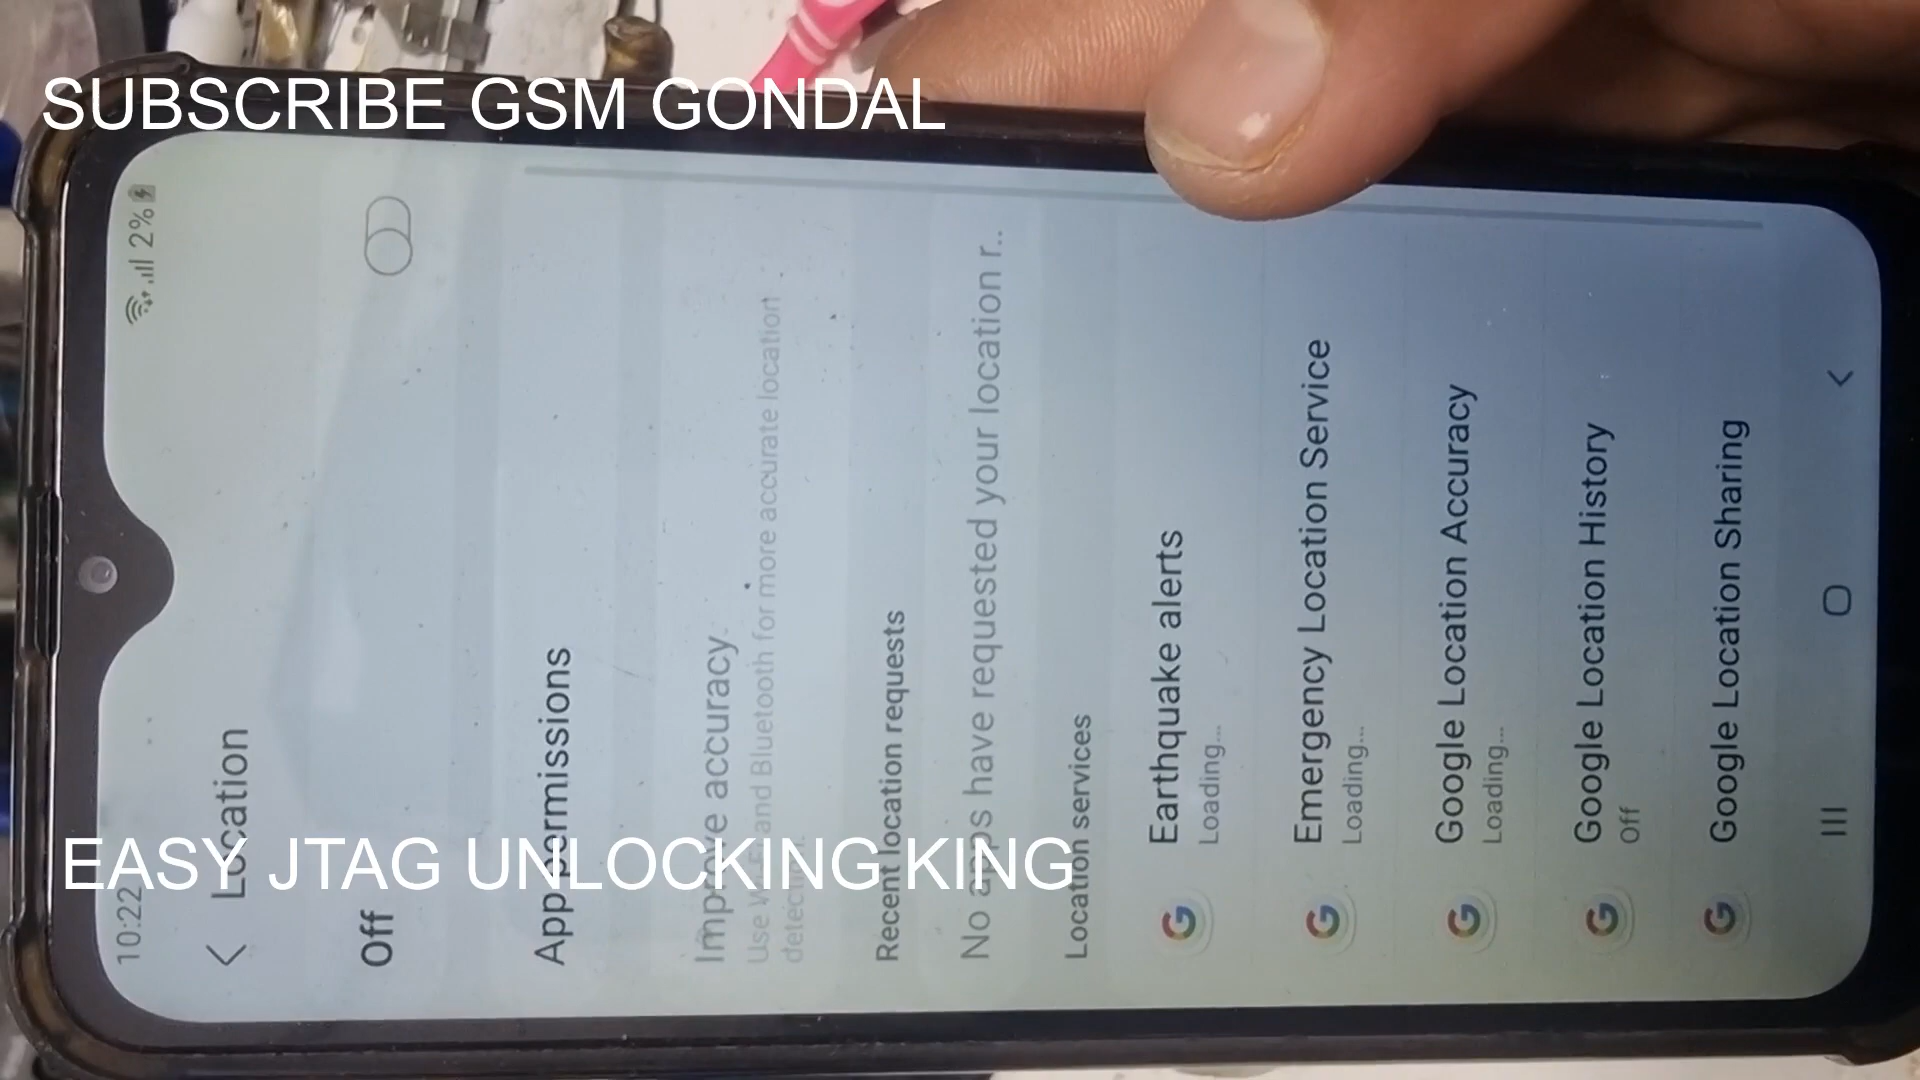 SUBSCRIBE GSM GONDAL
EASY JTAG UNLOCKING KING
10:22
2%
Location
Off
App permissions
Improve accuracy
Use Wi-Fi and Bluetooth for more accurate location
detection.
Recent location requests
No apps have requested your location r..
Location services
Earthquake alerts
Loading...
Emergency Location Service
Loading...
Google Location Accuracy
Loading...
Google Location History
Off
Google Location Sharing